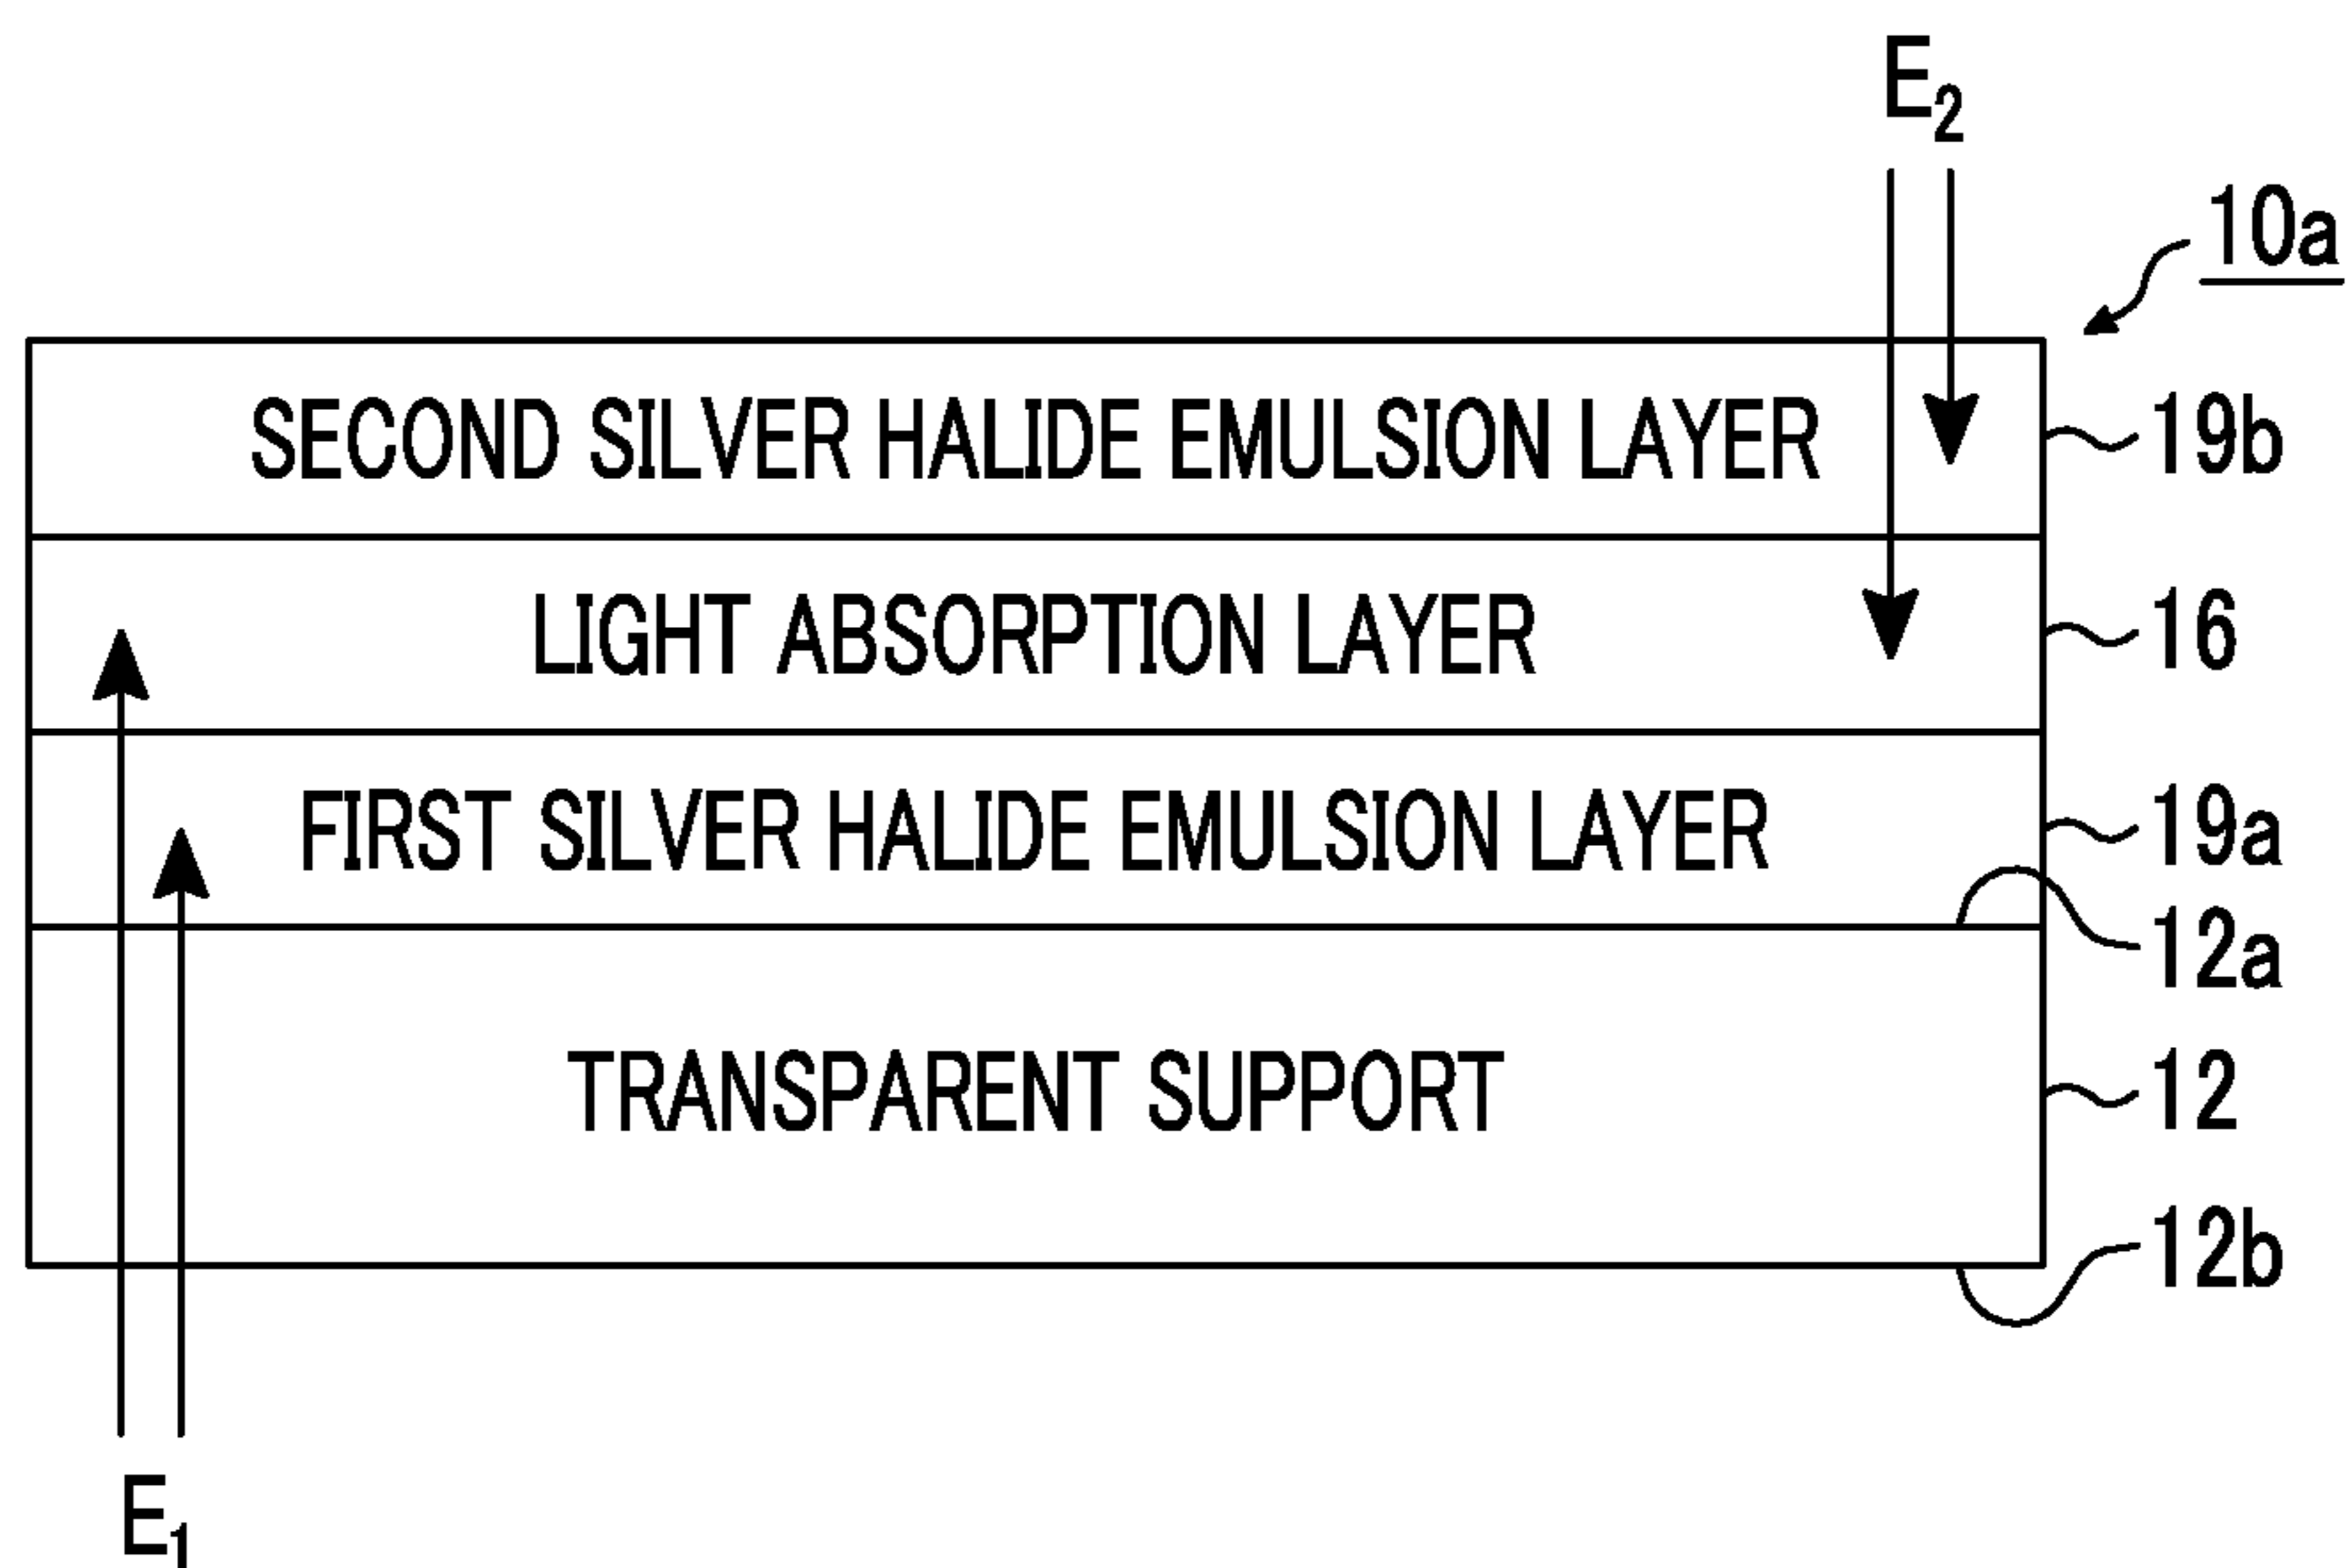 E2
10a
SECOND SILVER HALIDE EMULSION LAYER
19b
LIGHT ABSORPTION LAYER
16
FIRST SILVER HALIDE EMULSION LAYER
19a
12a
TRANSPARENT SUPPORT
12
12b
E1